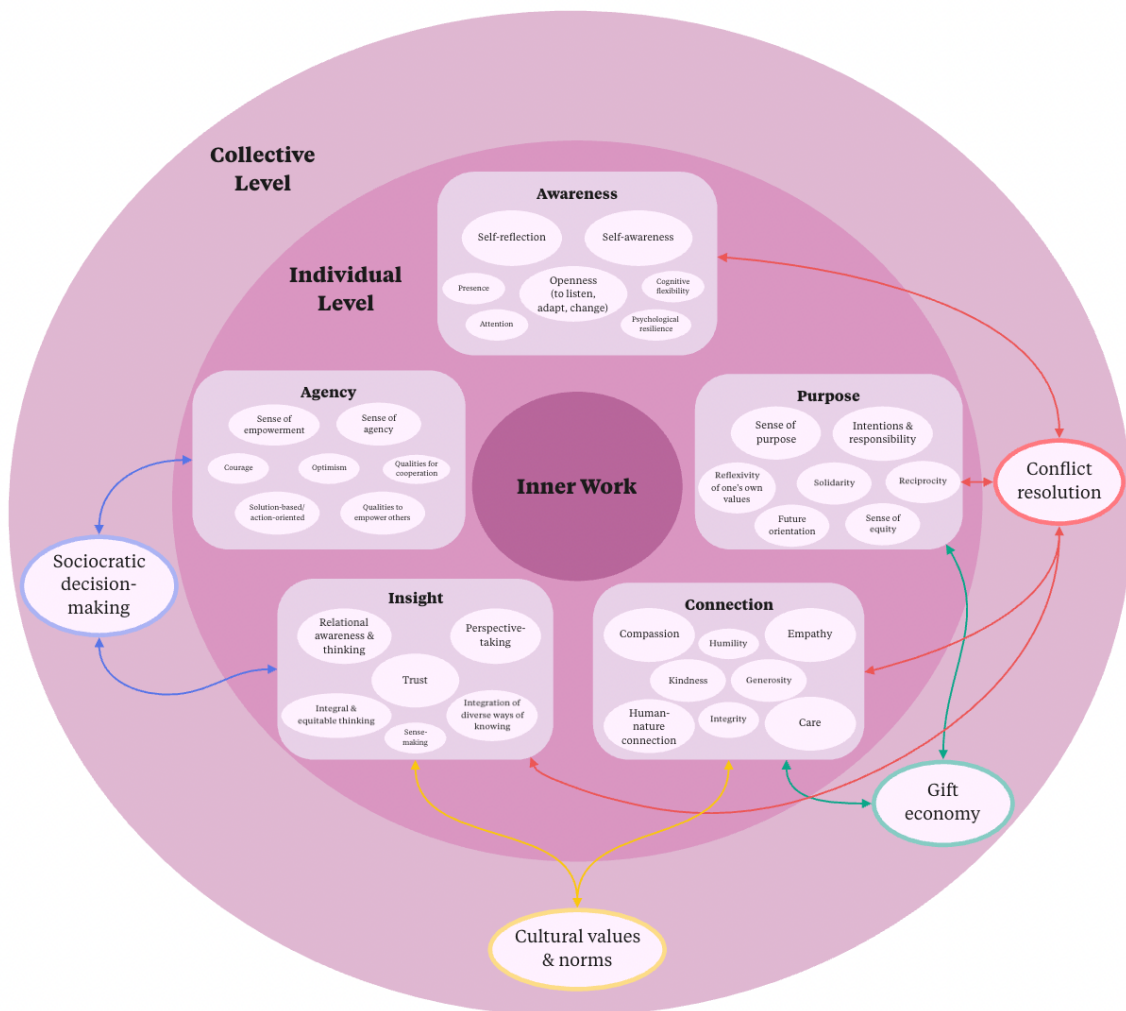 Collective
Level
Individual
Level
Awareness
Self-reflection
Self-awareness
Presence
Openness
(to listen,
adapt, change)
Cognitive
flexibility
Attention
Psychological
resilience
Agency
Sense of
empowerment
Sense of
agency
Courage
Optimism
Qualities for
cooperation
Solution-based/
action-oriented
Qualities to
empower others
Inner Work
Purpose
Sense of
purpose
Intentions &
responsibility
Reflexivity
of one's own
values
Solidarity
Reciprocity
Future
orientation
Sense of
equity
Conflict
resolution
Sociocratic
decision-
making
Insight
Relational
awareness &
thinking
Perspective-
taking
Trust
Integral &
equitable thinking
Sense-
making
Integration of
diverse ways of
knowing
Connection
Compassion
Humility
Empathy
Kindness
Generosity
Human-
nature
connection
Integrity
Care
Gift
economy
Cultural values
& norms